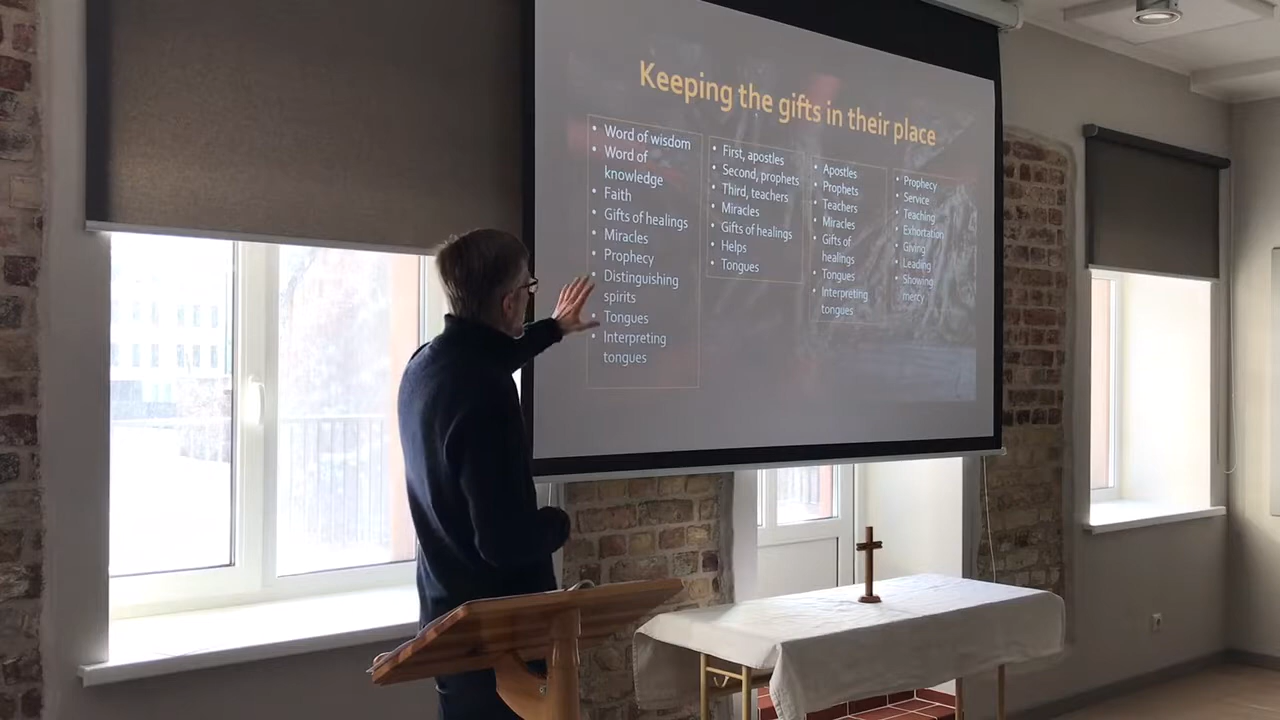 Keeping the gifts in their place
• Word of wisdom
• Word of
knowledge
• Faith
• Gifts of healings
• Miracles
• Prophecy
• Distinguishing
spirits
• Tongues
• Interpreting
tongues
• First, apostles
• Second, prophets
• Third, teachers
• Miracles
• Gifts of healings
• Helps
• Tongues
• Apostles
• Prophets
• Teachers
• Miracles
• Gifts of
healings
• Tongues
• Interpreting
tongues
• Prophecy
• Service
• Teaching
• Exhortation
• Giving
• Leading
• Showing
mercy